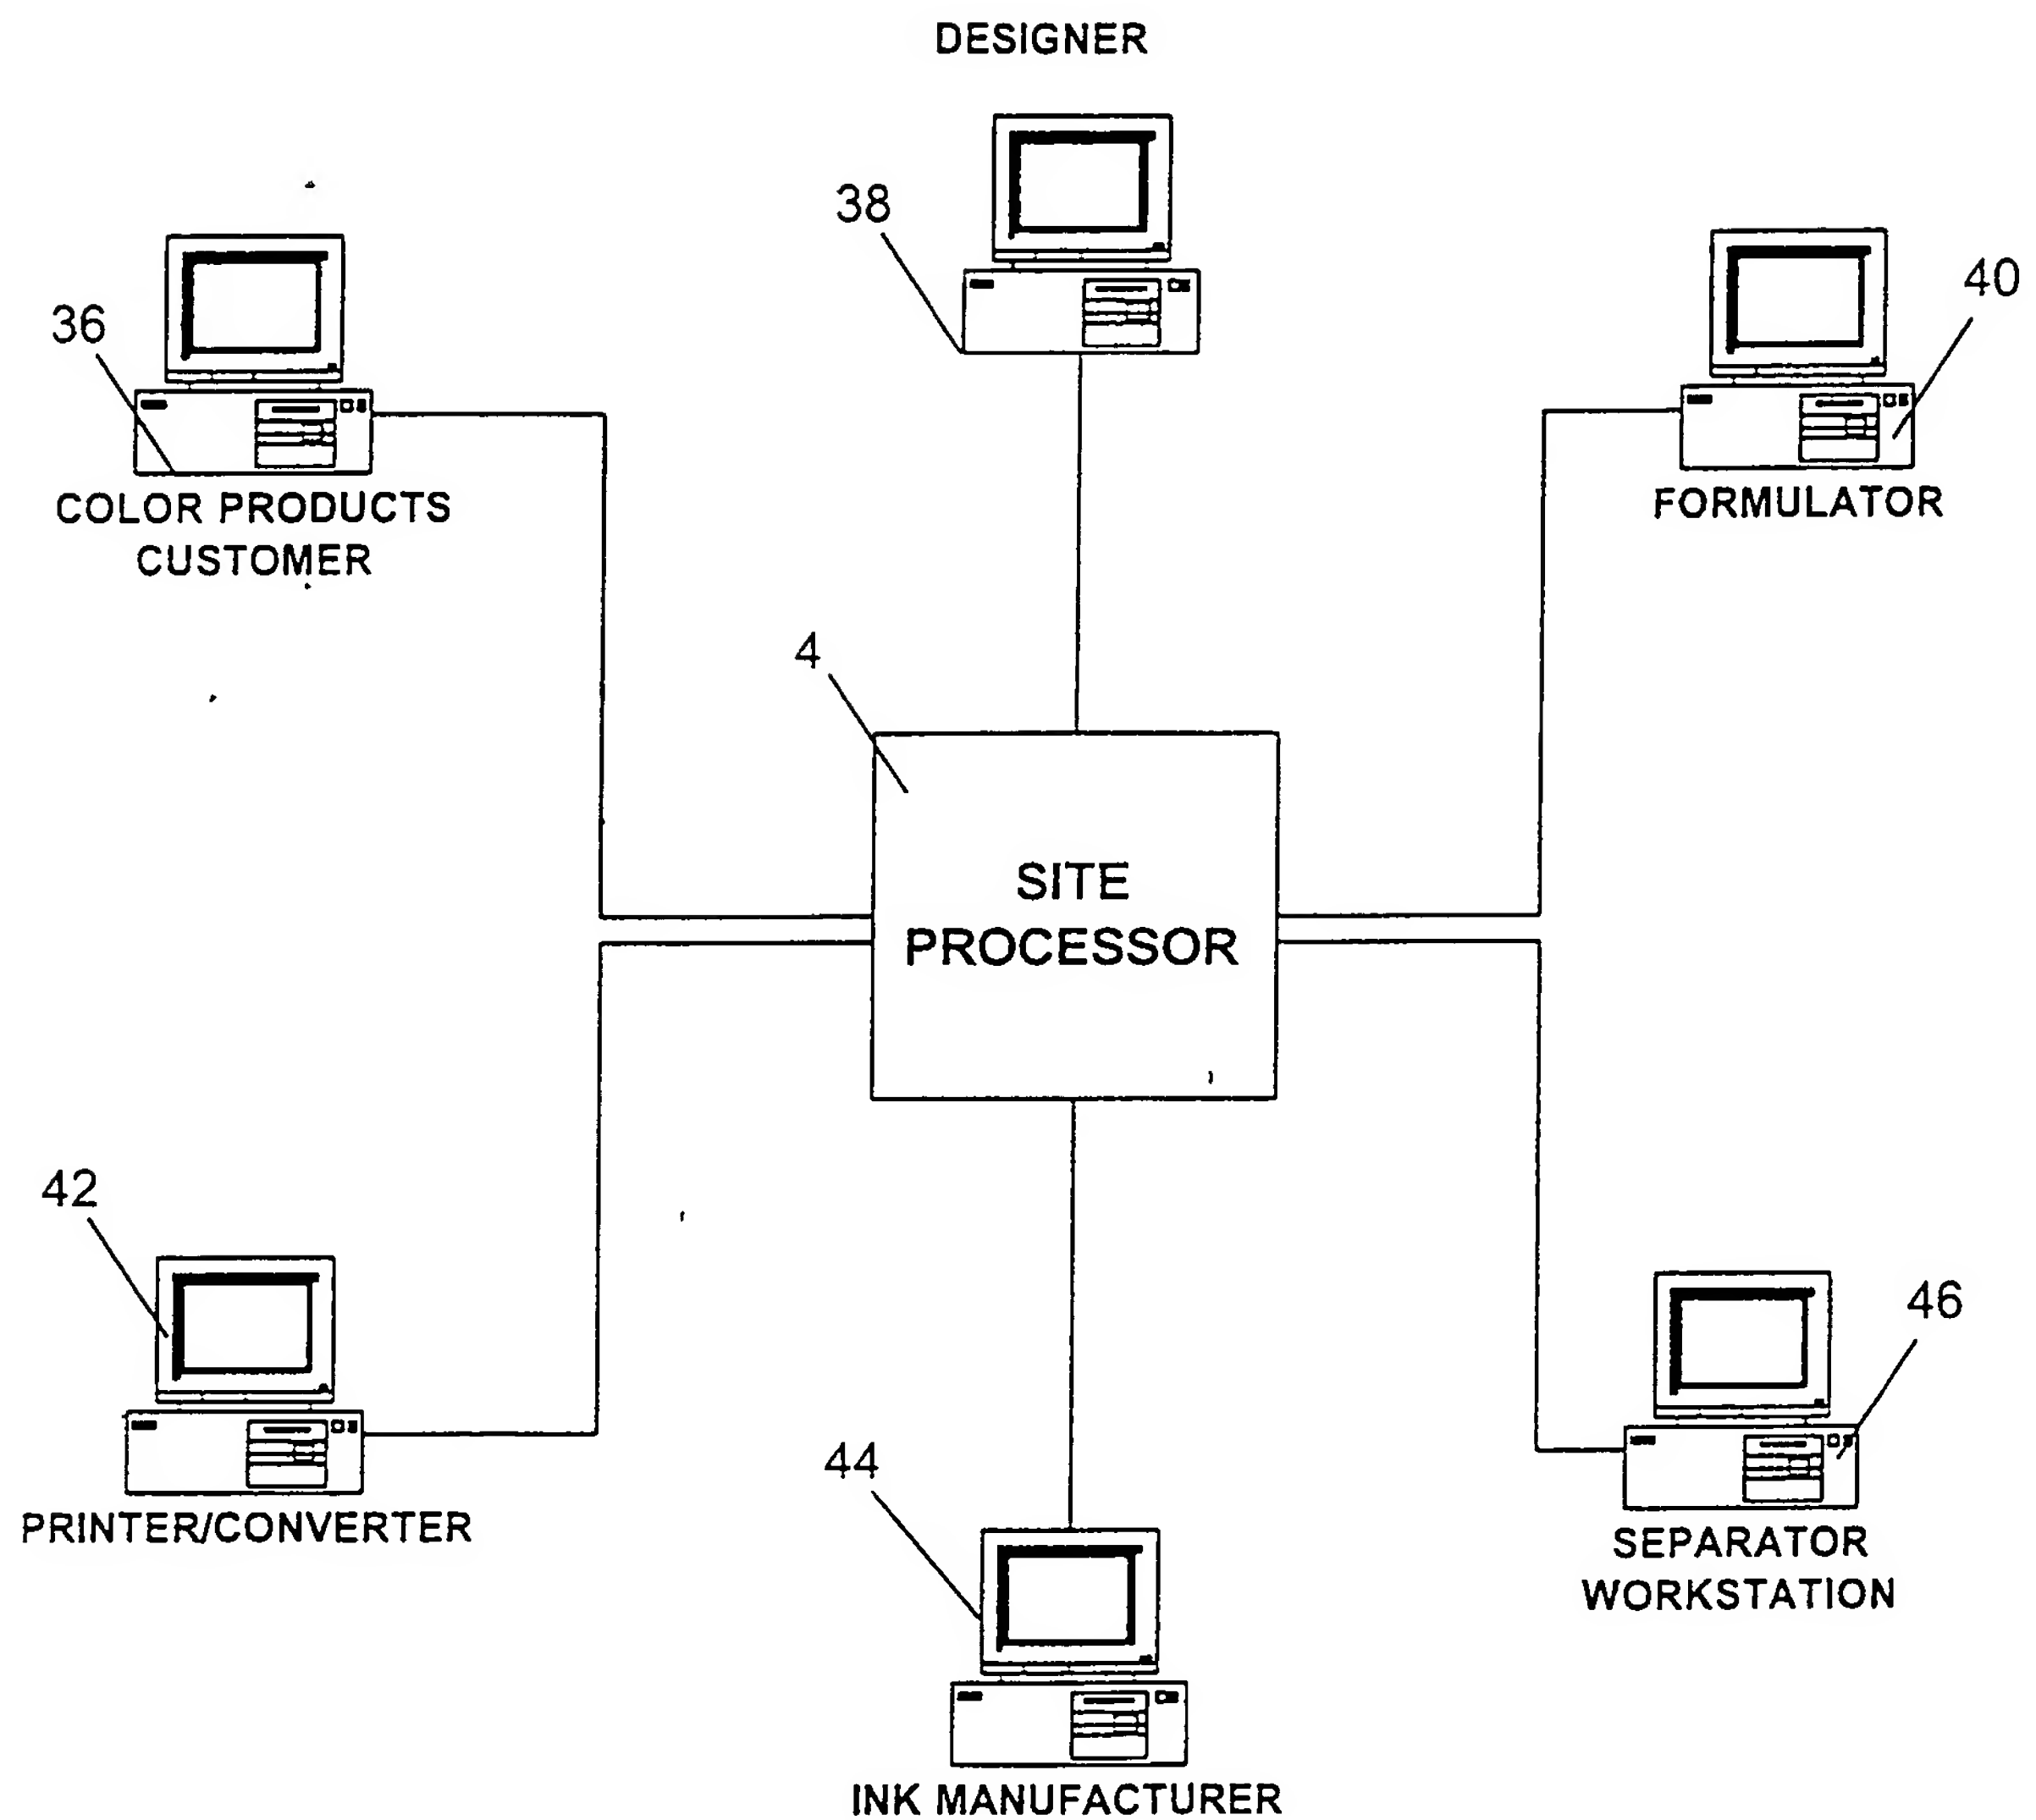 DESIGNER
38
40
36
COLOR PRODUCTS
CUSTOMER
FORMULATOR
4
SITE
PROCESSOR
42
46
44
PRINTER/CONVERTER
SEPARATOR
WORKSTATION
INK MANUFACTURER